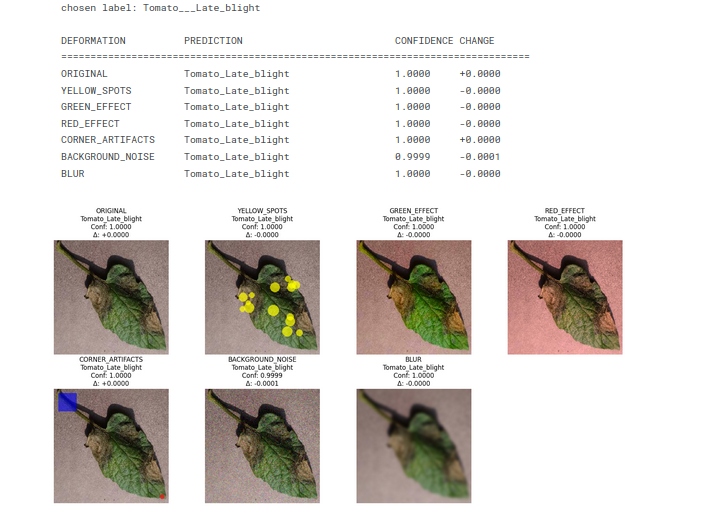 chosen label: Tomato___Late_blight
DEFORMATION PREDICTION CONFIDENCE CHANGE
================================================================================
ORIGINAL Tomato_Late_blight 1.0000 +0.0000
YELLOW_SPOTS Tomato_Late_blight 1.0000 -0.0000
GREEN_EFFECT Tomato_Late_blight 1.0000 -0.0000
RED_EFFECT Tomato_Late_blight 1.0000 -0.0000
CORNER_ARTIFACTS Tomato_Late_blight 1.0000 +0.0000
BACKGROUND_NOISE Tomato_Late_blight 0.9999 -0.0001
BLUR Tomato_Late_blight 1.0000 -0.0000
ORIGINAL
Tomato_Late_blight
Conf: 1.0000
Δ: +0.0000
YELLOW_SPOTS
Tomato_Late_blight
Conf: 1.0000
Δ: -0.0000
GREEN_EFFECT
Tomato_Late_blight
Conf: 1.0000
Δ: -0.0000
RED_EFFECT
Tomato_Late_blight
Conf: 1.0000
Δ: -0.0000
CORNER_ARTIFACTS
Tomato_Late_blight
Conf: 1.0000
Δ: +0.0000
BACKGROUND_NOISE
Tomato_Late_blight
Conf: 0.9999
Δ: -0.0001
BLUR
Tomato_Late_blight
Conf: 1.0000
Δ: -0.0000